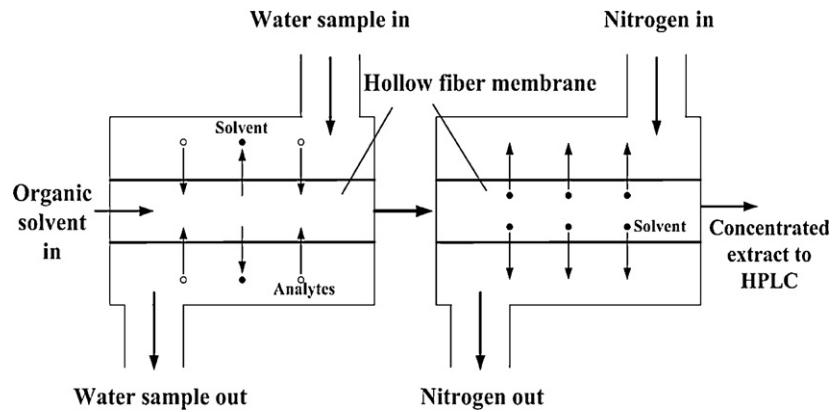 Water sample in
Nitrogen in
Hollow fiber membrane
Solvent
Organic
solvent
in
Solvent
Concentrated
extract to
HPLC
Analytes
Water sample out
Nitrogen out